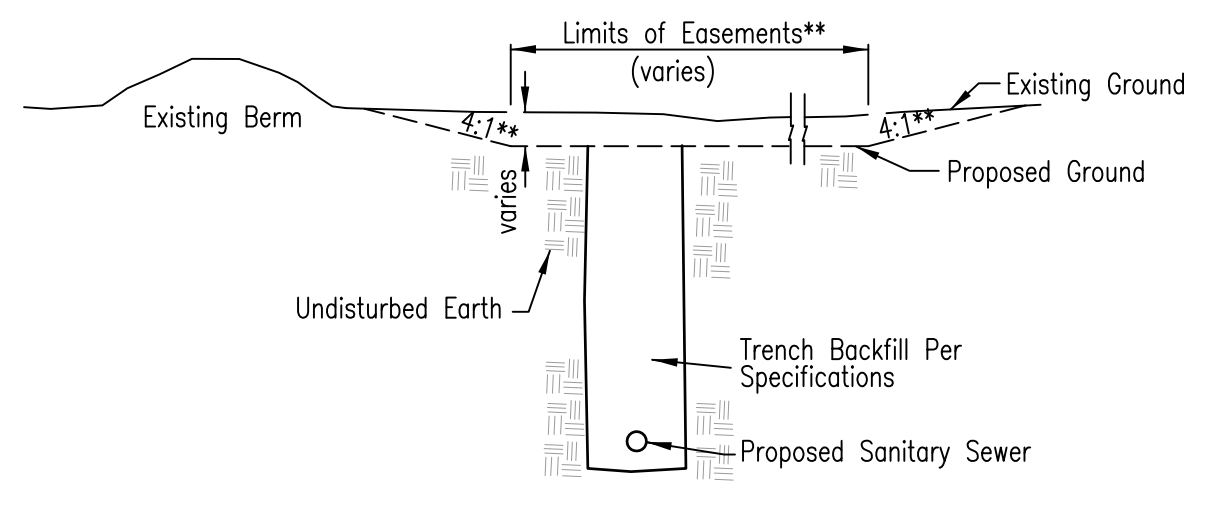 Limits of Easements**
(varies)
Existing Ground
Existing Berm
4:1**
4:1**
Proposed Ground
varies
Undisturbed Earth
Trench Backfill Per
Specifications
Proposed Sanitary Sewer